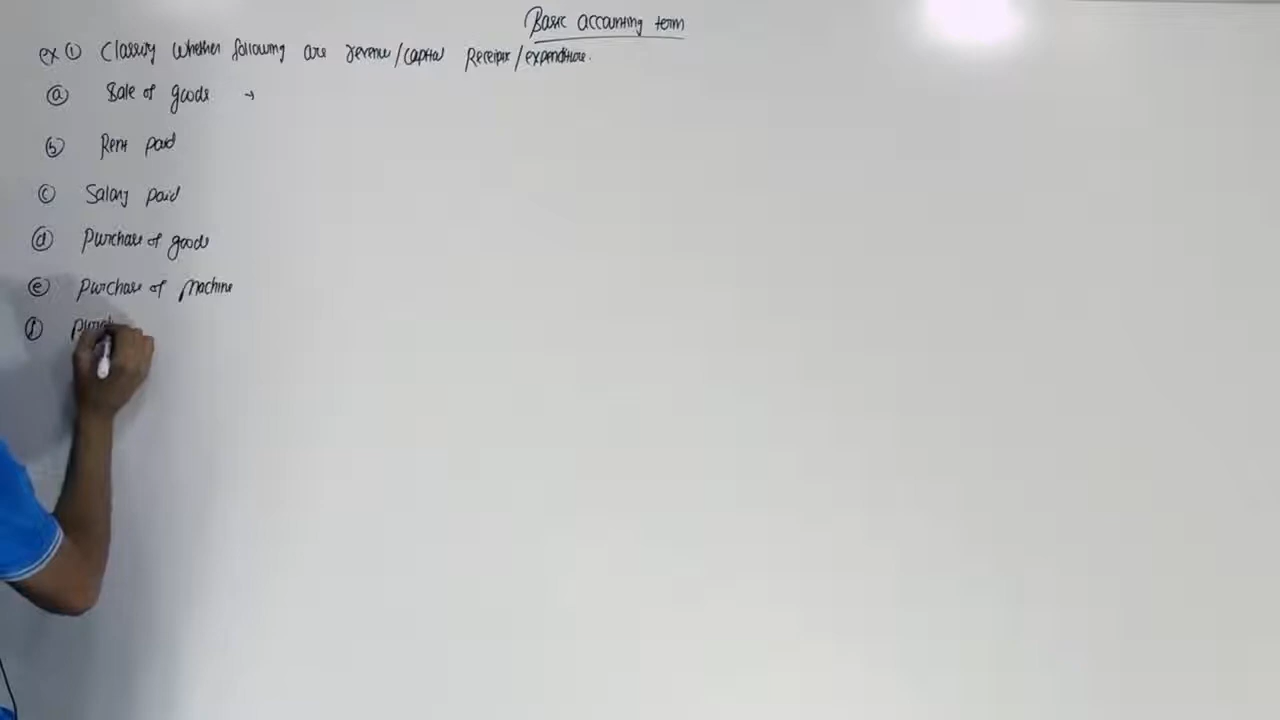 Basic accounting term
ex ① Classify whether following are revenue/capital Receipt/expenditure.
ⓐ Sale of goods →
ⓑ Rent paid
ⓒ Salary paid
ⓓ Purchase of goods
ⓔ Purchase of Machine
ⓕ